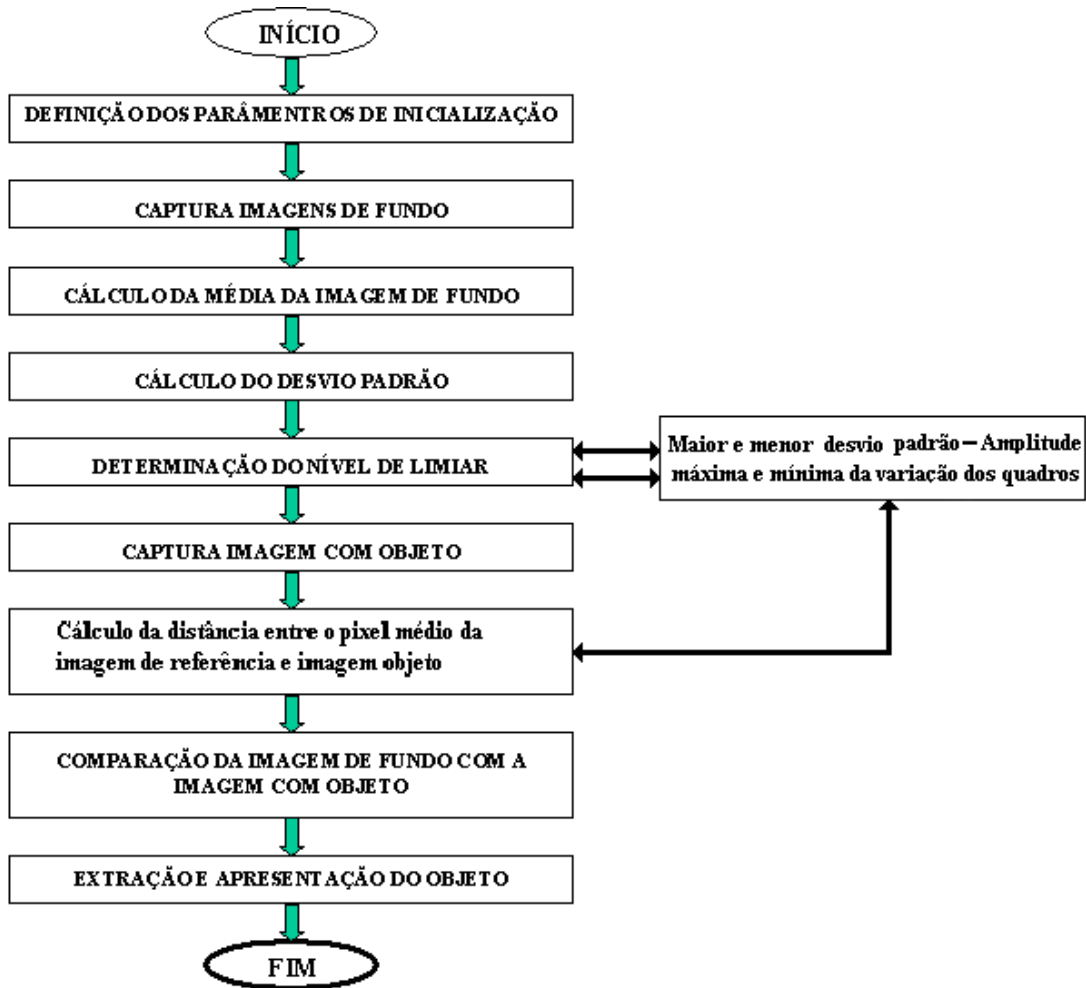 INÍCIO
DEFINIÇÃO DOS PARÂMENTROS DE INICIALIZAÇÃO
CAPTURA IMAGENS DE FUNDO
CÁLCULO DA MÉDIA DA IMAGEM DE FUNDO
CÁLCULO DO DESVIO PADRÃO
DETERMINAÇÃO DO NÍVEL DE LIMIAR
Maior e menor desvio padrão – Amplitude
máxima e mínima da variação dos quadros
CAPTURA IMAGEM COM OBJETO
Cálculo da distância entre o pixel médio da
imagem de referência e imagem objeto
COMPARAÇÃO DA IMAGEM DE FUNDO COM A
IMAGEM COM OBJETO
EXTRAÇÃO E APRESENTAÇÃO DO OBJETO
FIM